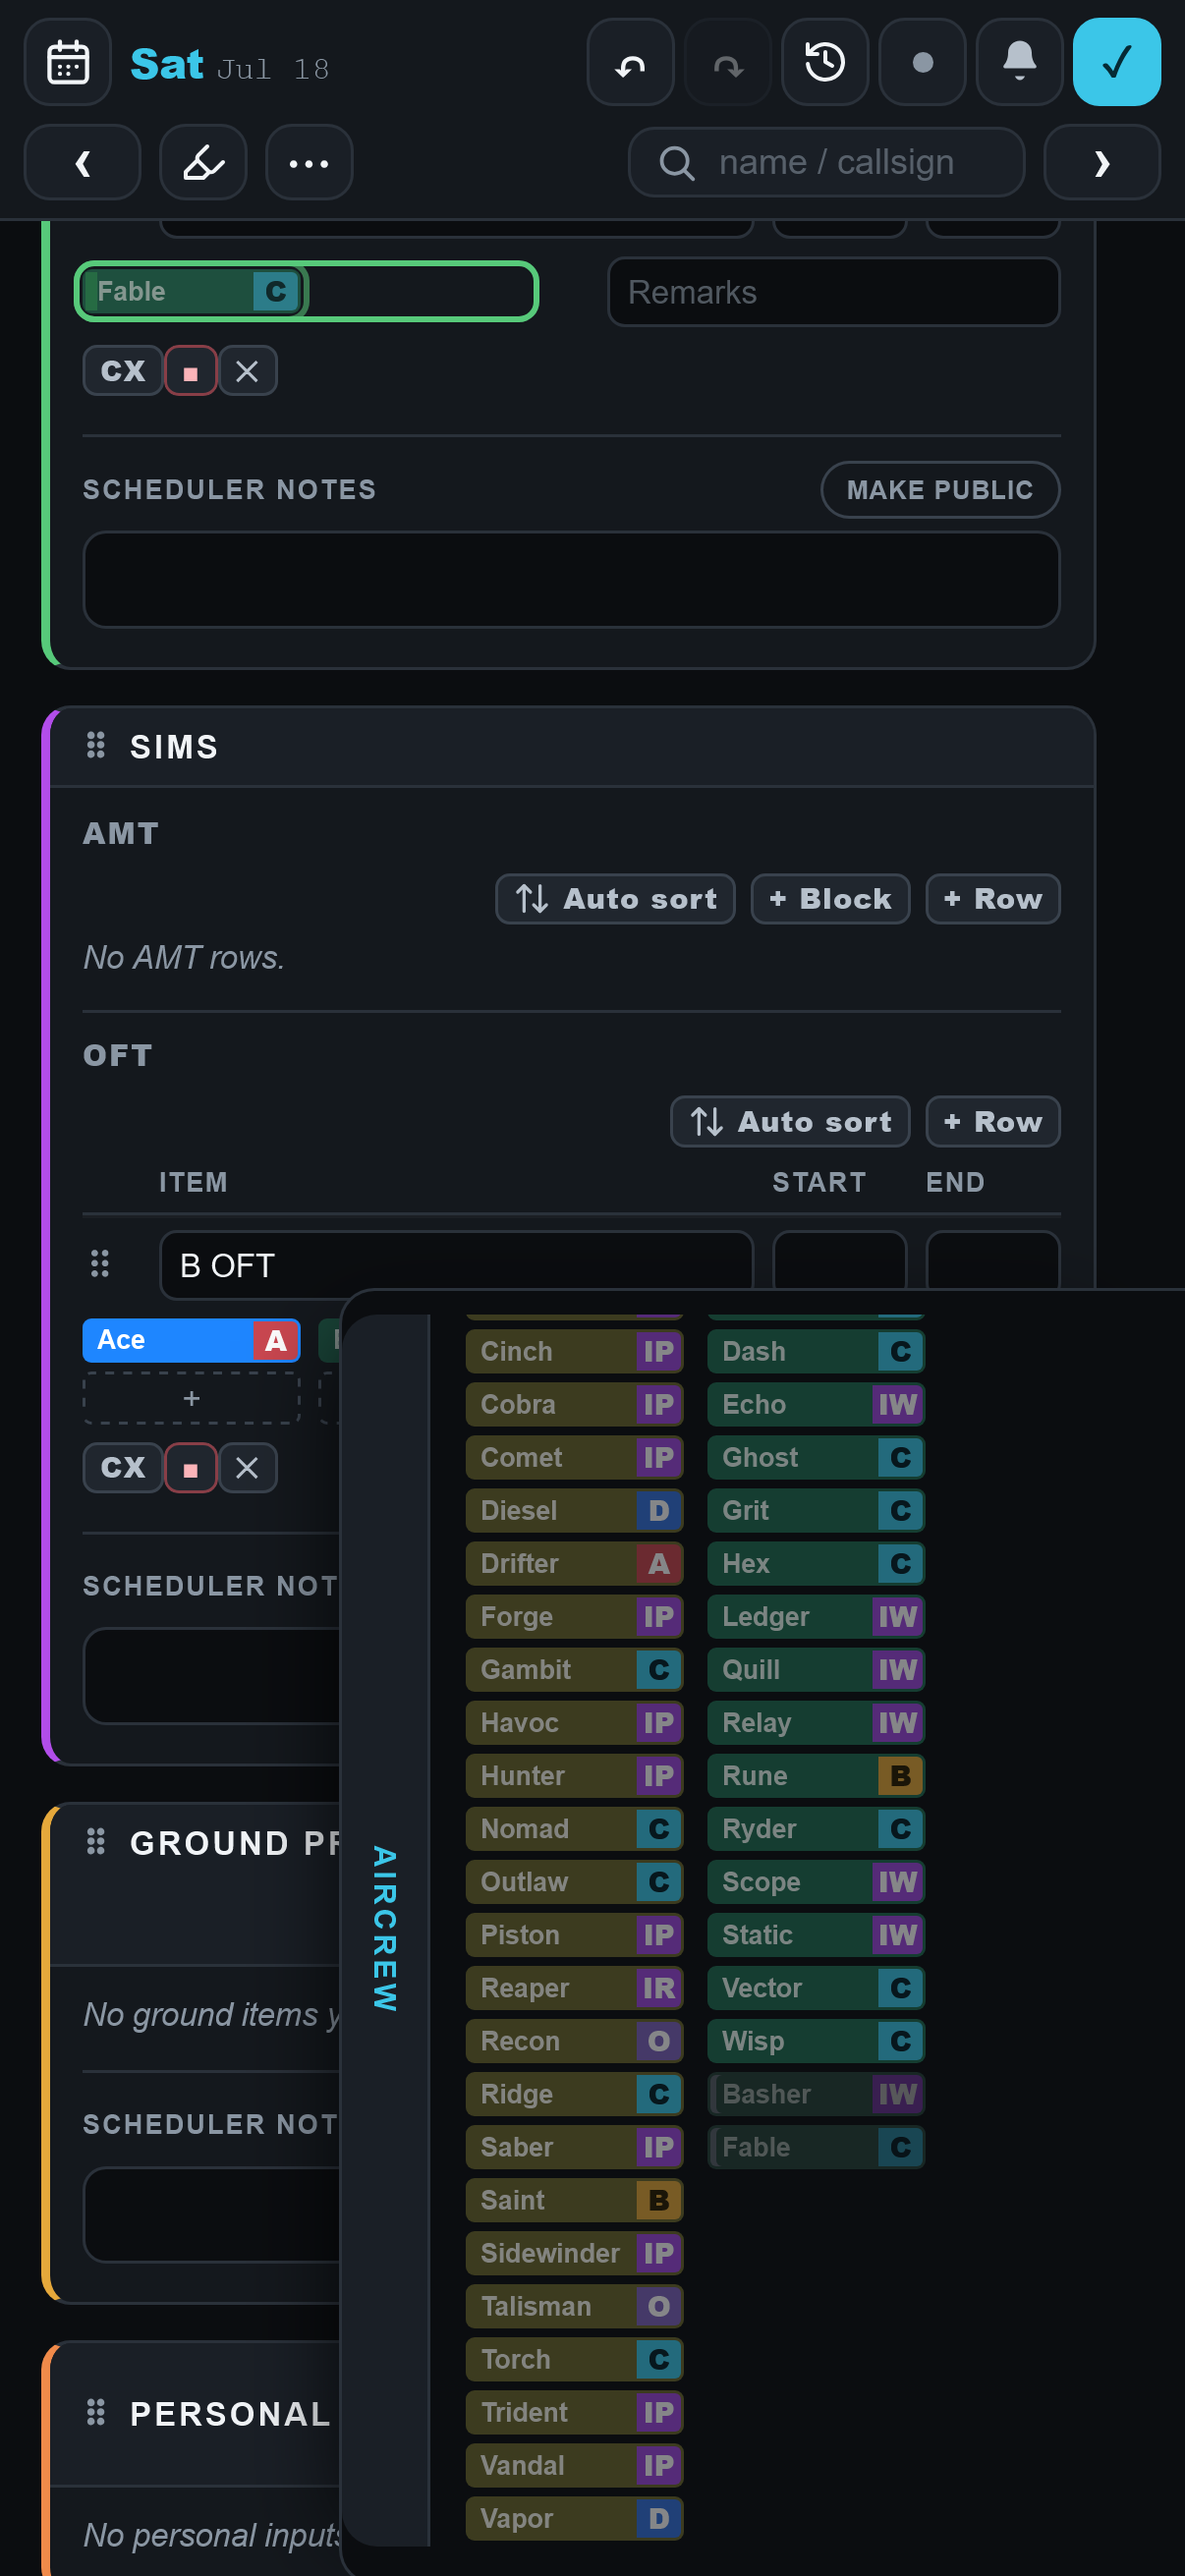 Sat Jul 18
name / callsign
Fable C
Remarks
CX
SCHEDULER NOTES
MAKE PUBLIC
SIMS
AMT
Auto sort
+ Block
+ Row
No AMT rows.
OFT
Auto sort
+ Row
ITEM START END
B OFT
Ace A
+
CX
SCHEDULER NOT
GROUND PR
No ground items y
SCHEDULER NOT
PERSONAL
No personal inputs
AIRCREW
Cinch IP Dash C
Cobra IP Echo IW
Comet IP Ghost C
Diesel D Grit C
Drifter A Hex C
Forge IP Ledger IW
Gambit C Quill IW
Havoc IP Relay IW
Hunter IP Rune B
Nomad C Ryder C
Outlaw C Scope IW
Piston IP Static IW
Reaper IR Vector C
Recon O Wisp C
Ridge C Basher IW
Saber IP Fable C
Saint B
Sidewinder IP
Talisman O
Torch C
Trident IP
Vandal IP
Vapor D